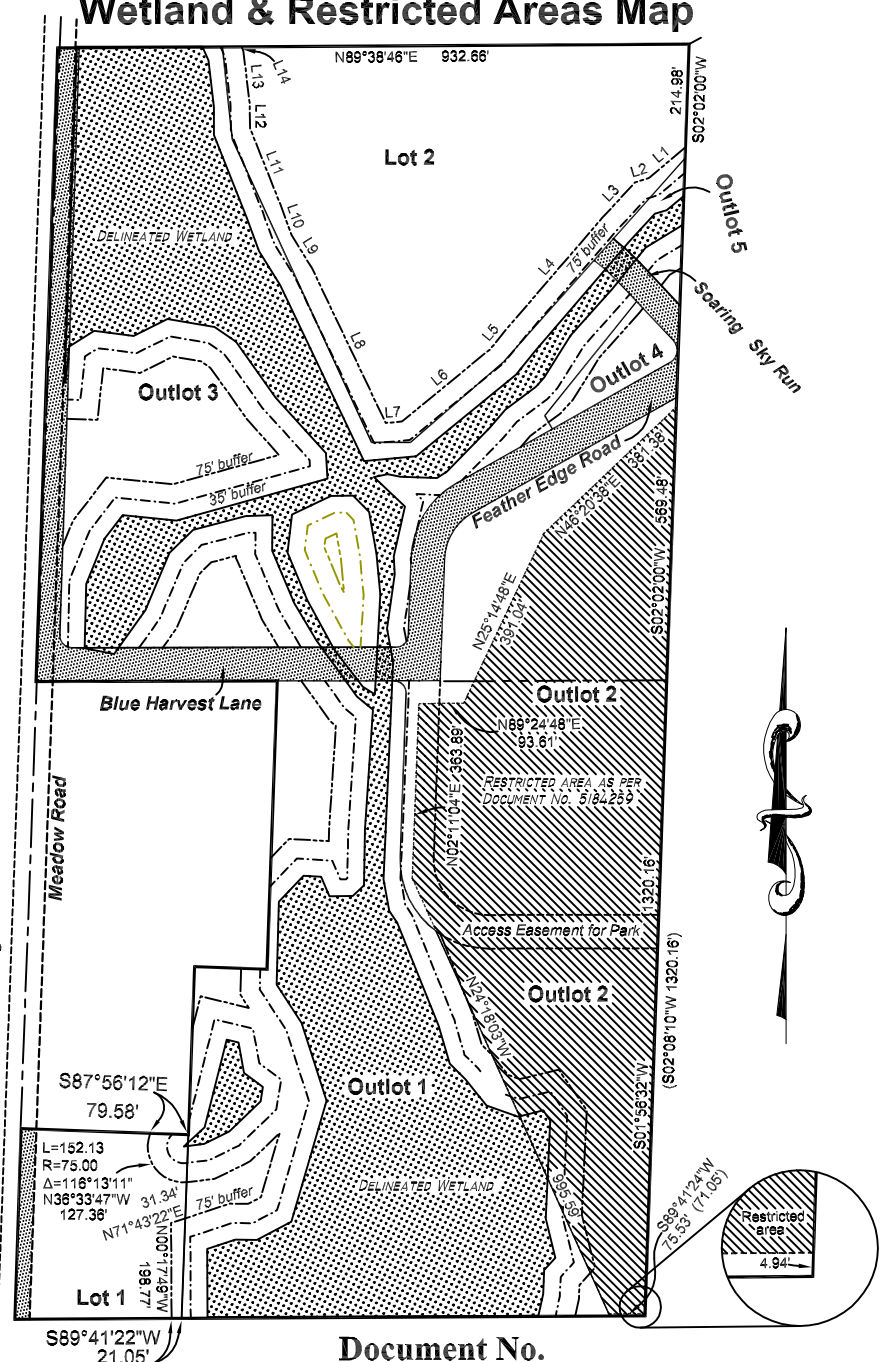 Wetland & Restricted Areas Map
N89°38'46"E 932.66'
214.98'
S02°02'00"W
L14
L13
L12
L11
L10
L9
L8
L7
L6
L5
L4
L3
L2
L1
Lot 2
Outlot 5
75' buffer
Soaring Sky Run
DELINEATED WETLAND
Outlot 3
Outlot 4
75' buffer
35' buffer
Feather Edge Road
N46°20'38"E 381.38'
S02°02'00"W 569.48'
N25°14'48"E
391.04'
Blue Harvest Lane
Outlot 2
N89°24'48"E
93.61'
N02°11'04"E 363.89'
RESTRICTED AREA AS PER
DOCUMENT NO. 5184259
Meadow Road
1320.16'
Access Easement for Park
(S02°08'10"W 1320.16')
Outlot 2
N24°18'03"W
S01°56'32"W
S87°56'12"E
79.58'
Outlot 1
L=152.13
R=75.00
Δ=116°13'11"
N36°33'47"W
127.36'
31.34'
N71°43'22"E
75' buffer
DELINEATED WETLAND
995.59'
S89°41'24"W
75.53' (71.05')
Restricted
area
4.94'
N00°17'49"W
198.77'
Lot 1
S89°41'22"W
21.05'
Document No.